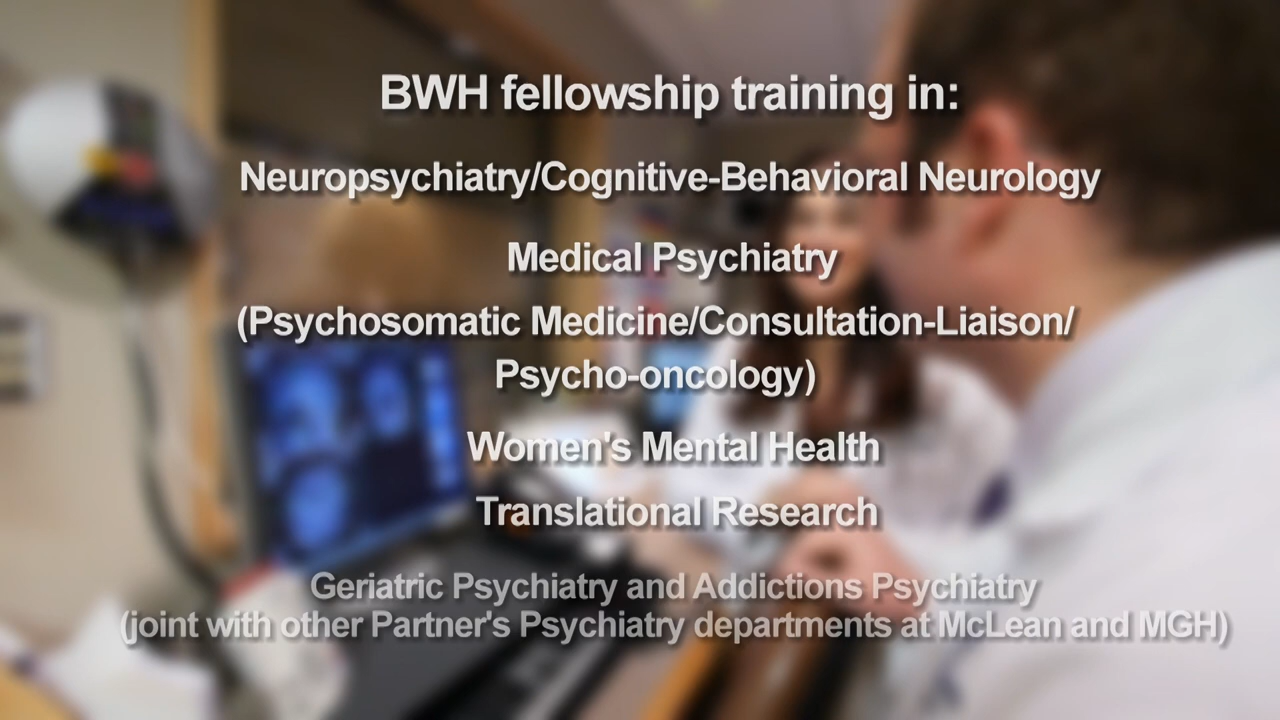 BWH fellowship training in:
Neuropsychiatry/Cognitive-Behavioral Neurology
Medical Psychiatry
(Psychosomatic Medicine/Consultation-Liaison/
Psycho-oncology)
Women's Mental Health
Translational Research
Geriatric Psychiatry and Addictions Psychiatry
(joint with other Partner's Psychiatry departments at McLean and MGH)